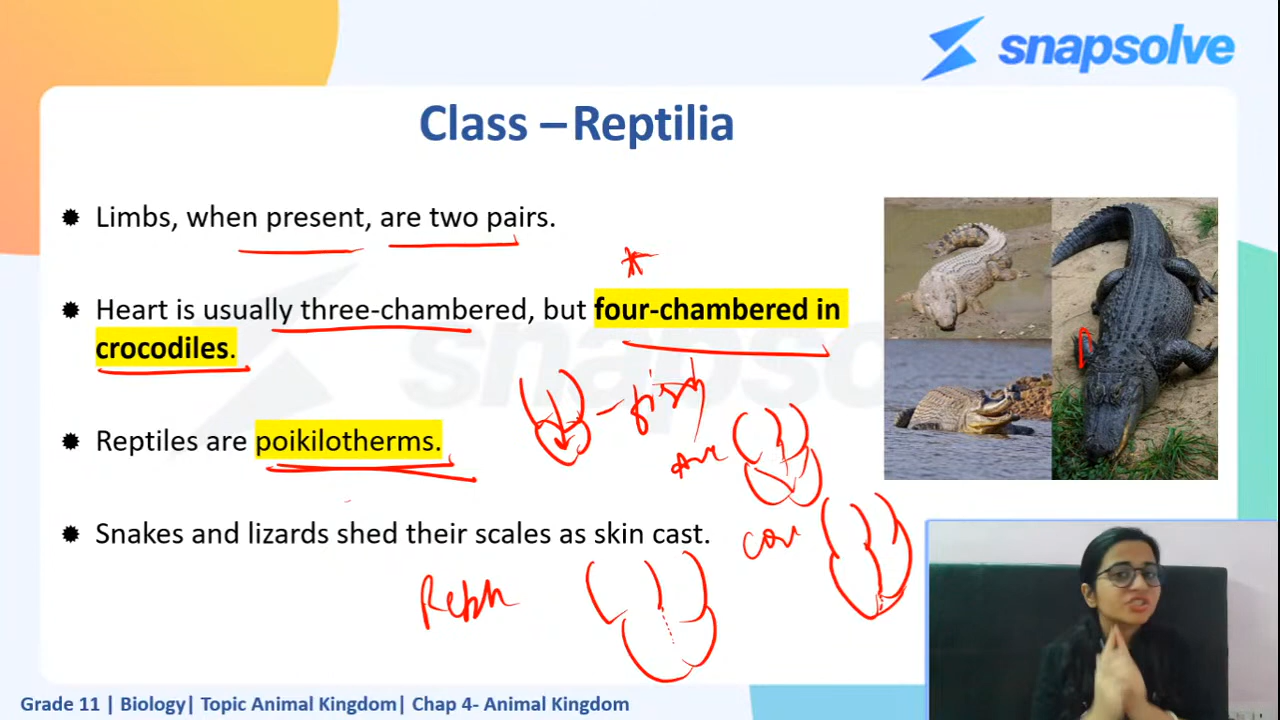 snapsolve
Class – Reptilia
Limbs, when present, are two pairs.
Heart is usually three-chambered, but four-chambered in
crocodiles.
Reptiles are poikilotherms.
Snakes and lizards shed their scales as skin cast.
Grade 11 | Biology| Topic Animal Kingdom| Chap 4- Animal Kingdom